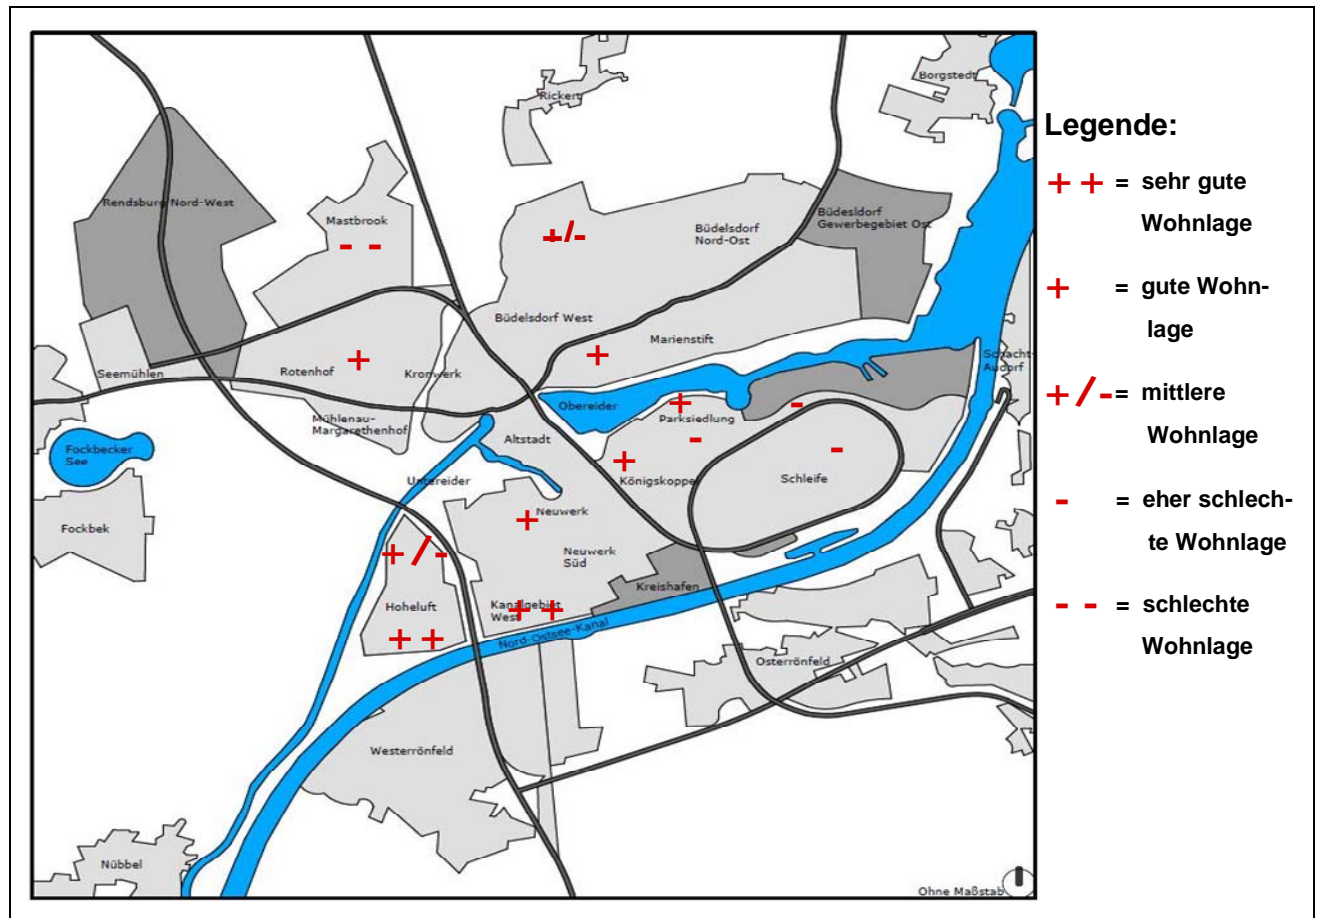 Borgstedt
Rickert
Rendsburg Nord-West
Mastbrook
- -
+/-
Büdelsdorf
Nord-Ost
Büdesldorf
Gewerbegebiet Ost
Büdelsdorf West
Marienstift
+
Seemühlen
Rotenhof
+
Kronwerk
Schacht-
Audorf
Obereider
+
Parksiedlung
-
-
Mühlenau-
Margarethenhof
Altstadt
Fockbecker
See
+
Königskoppel
-
Schleife
Untereider
Fockbek
+
Neuwerk
Neuwerk
Süd
+ / -
Kreishafen
Hoheluft
+ +
Kanalgebiet
West
+ +
Nord-Ostsee-Kanal
Osterrönfeld
Westerrönfeld
Nübbel
Ohne Maßstab
Legende:
+ + = sehr gute
Wohnlage
+ = gute Wohn-
lage
+ / - = mittlere
Wohnlage
- = eher schlech-
te Wohnlage
- - = schlechte
Wohnlage